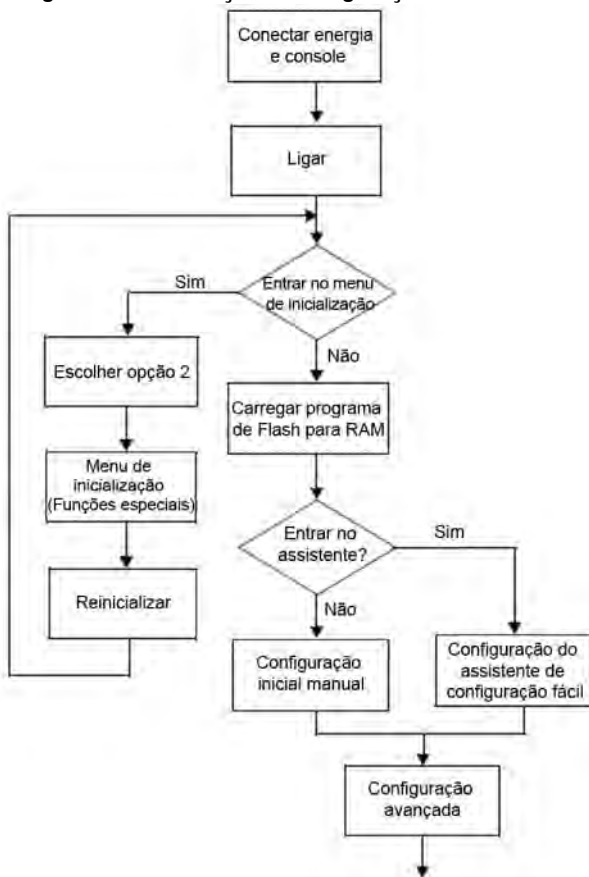 Conectar energia
e console
Ligar
Entrar no menu
de inicialização
Sim
Não
Escolher opção 2
Carregar programa
de Flash para RAM
Menu de
inicialização
(Funções especiais)
Entrar no
assistente?
Sim
Não
Reinicializar
Configuração
inicial manual
Configuração do
assistente de
configuração fácil
Configuração
avançada